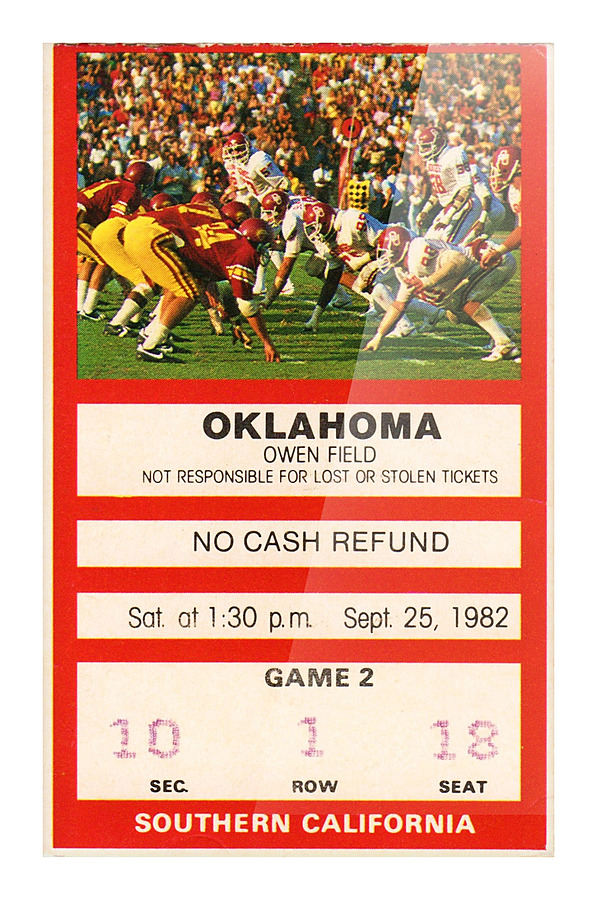 OKLAHOMA
OWEN FIELD
NOT RESPONSIBLE FOR LOST OR STOLEN TICKETS
NO CASH REFUND
Sat. at 1:30 p.m. Sept. 25, 1982
GAME 2
10 1 18
SEC. ROW SEAT
SOUTHERN CALIFORNIA